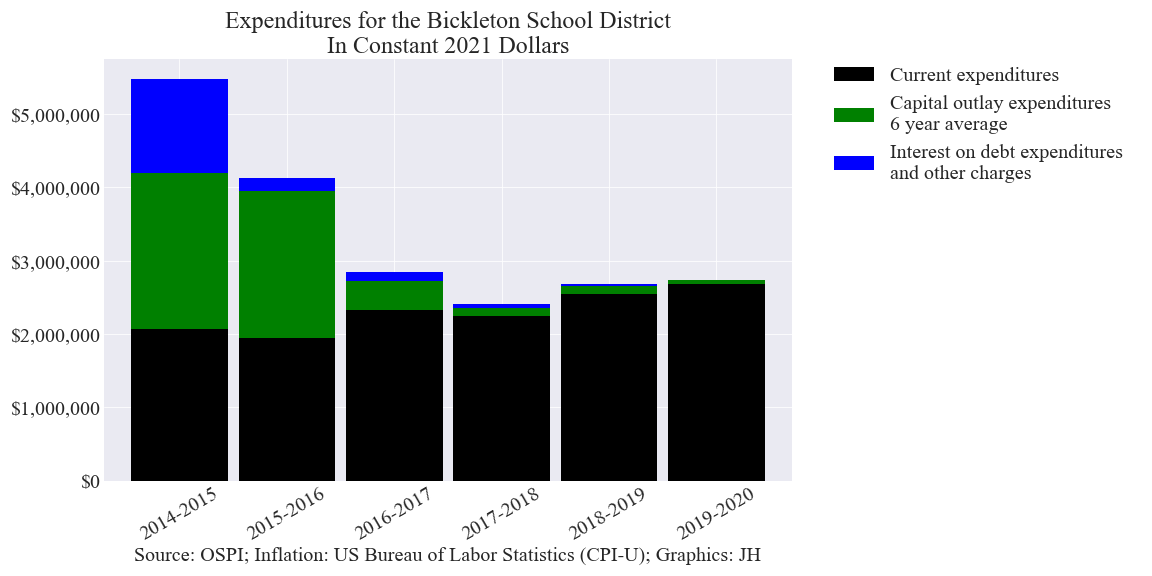 Expenditures for the Bickleton School District
In Constant 2021 Dollars
Current expenditures
Capital outlay expenditures
6 year average
Interest on debt expenditures
and other charges
$5,000,000
$4,000,000
$3,000,000
$2,000,000
$1,000,000
$0
2014-2015
2015-2016
2016-2017
2017-2018
2018-2019
2019-2020
Source: OSPI; Inflation: US Bureau of Labor Statistics (CPI-U); Graphics: JH